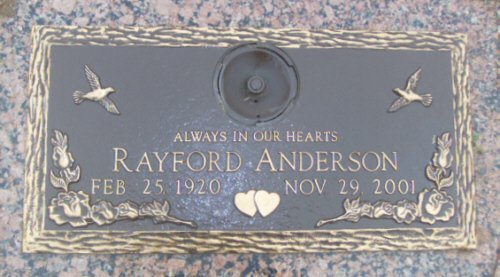 ALWAYS IN OUR HEARTS
RAYFORD ANDERSON
FEB 25 1920 NOV 29, 2001